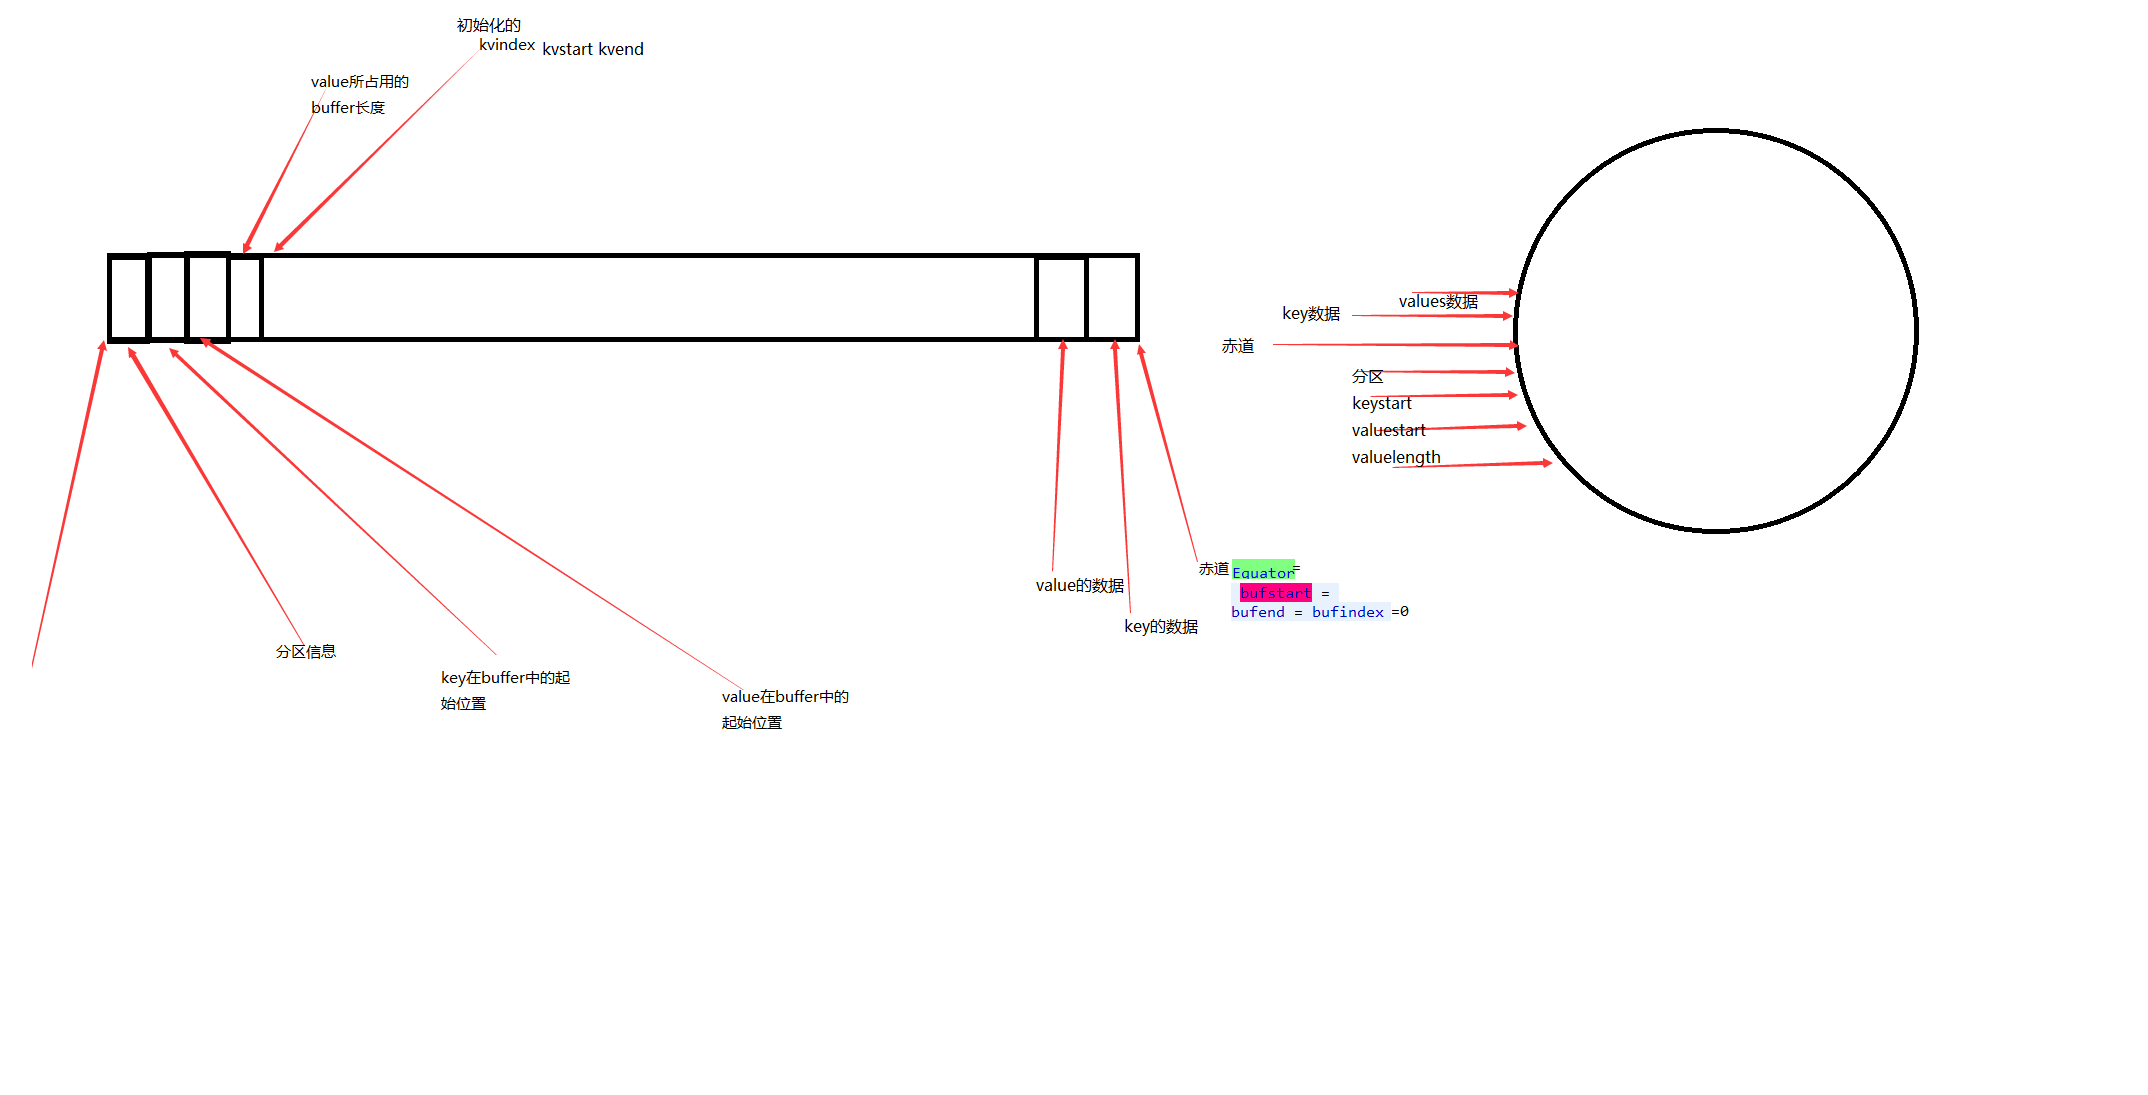 初始化的
kvindex kvstart kvend
value所占用的
buffer长度
values数据
key数据
赤道
分区
keystart
valuestart
valuelength
赤道 Equator=
bufstart =
bufend = bufindex =0
value的数据
key的数据
分区信息
key在buffer中的起
始位置
value在buffer中的
起始位置